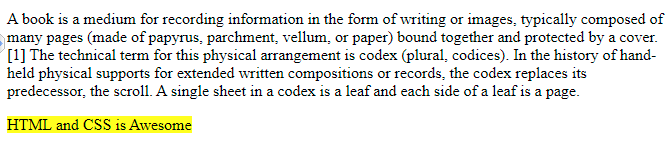 A book is a medium for recording information in the form of writing or images, typically composed of
many pages (made of papyrus, parchment, vellum, or paper) bound together and protected by a cover.
[1] The technical term for this physical arrangement is codex (plural, codices). In the history of hand-
held physical supports for extended written compositions or records, the codex replaces its
predecessor, the scroll. A single sheet in a codex is a leaf and each side of a leaf is a page.
HTML and CSS is Awesome